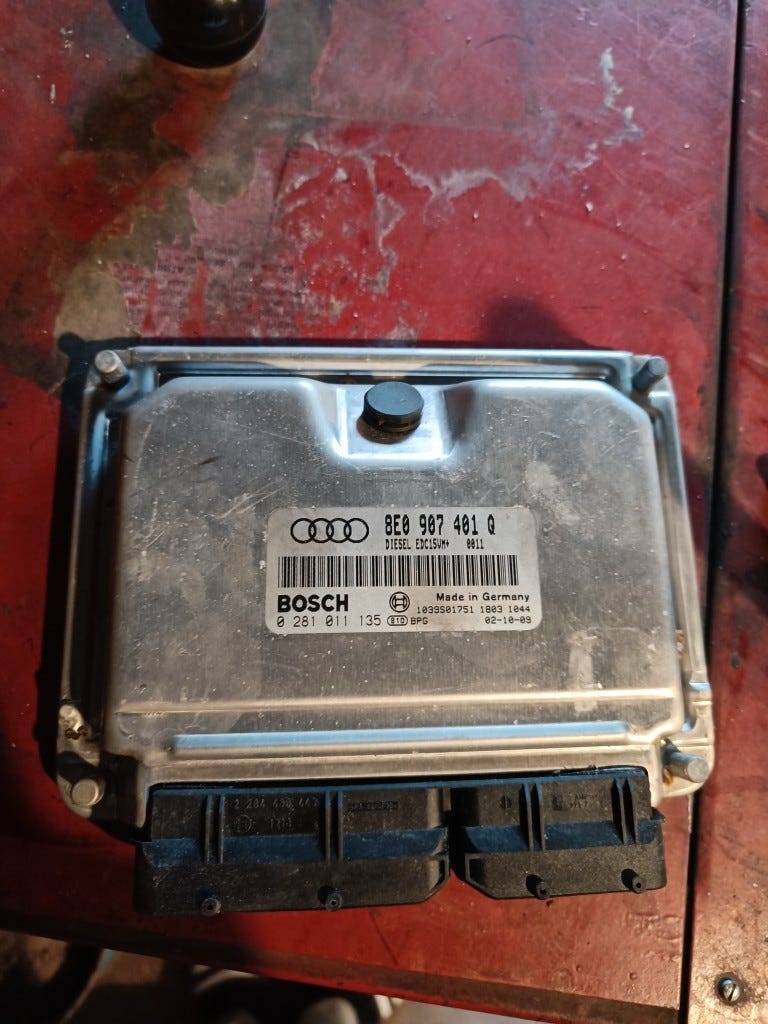 8E0 907 401 Q
DIESEL EDC15VM+ 0011
BOSCH Made in Germany
1039S01751 1803 1044
0 281 011 135 810 BPG 02-10-09